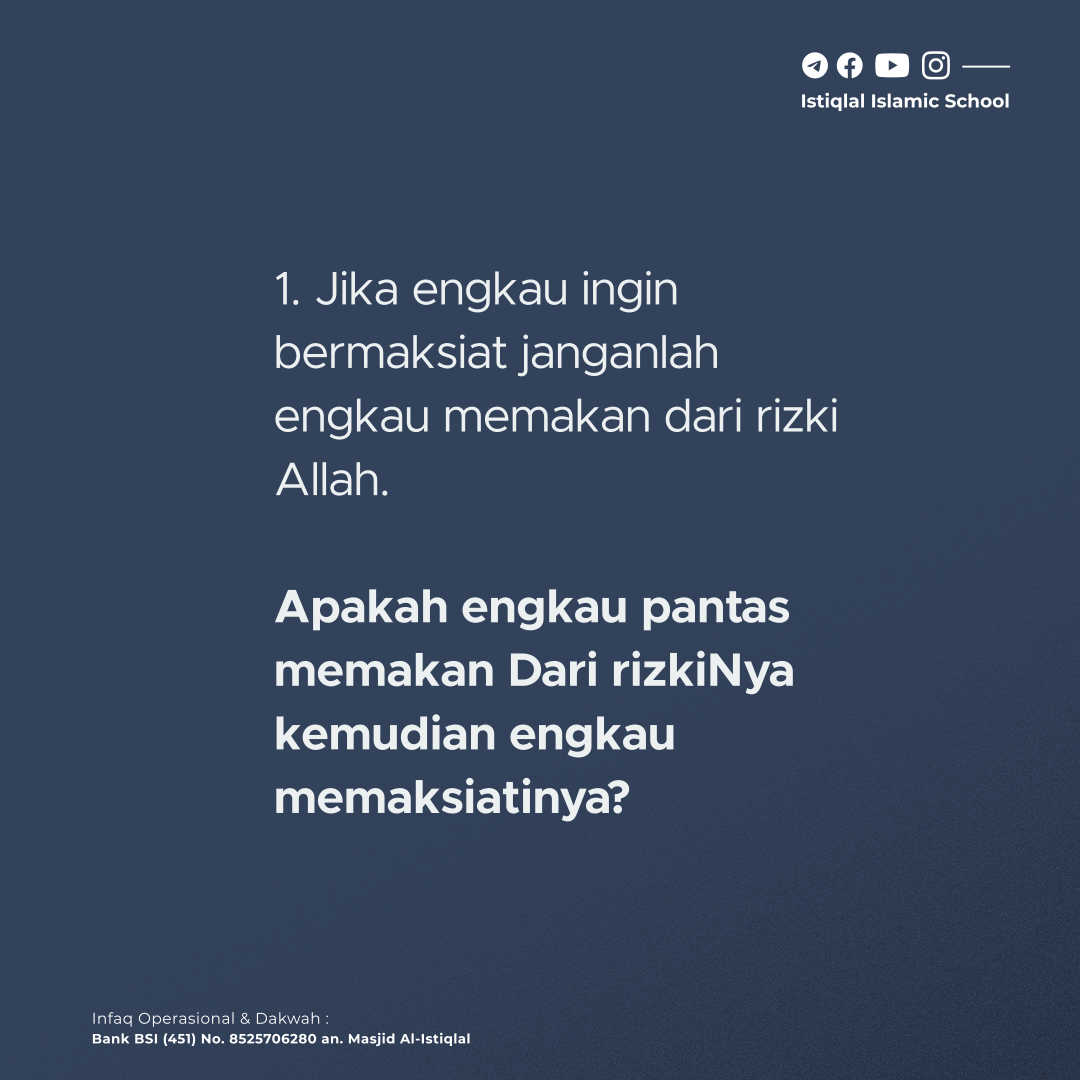 Istiqlal Islamic School
1. Jika engkau ingin
bermaksiat janganlah
engkau memakan dari rizki
Allah.
Apakah engkau pantas
memakan Dari rizkiNya
kemudian engkau
memaksiatinya?
Infaq Operasional & Dakwah :
Bank BSI (451) No. 8525706280 an. Masjid Al-Istiqlal